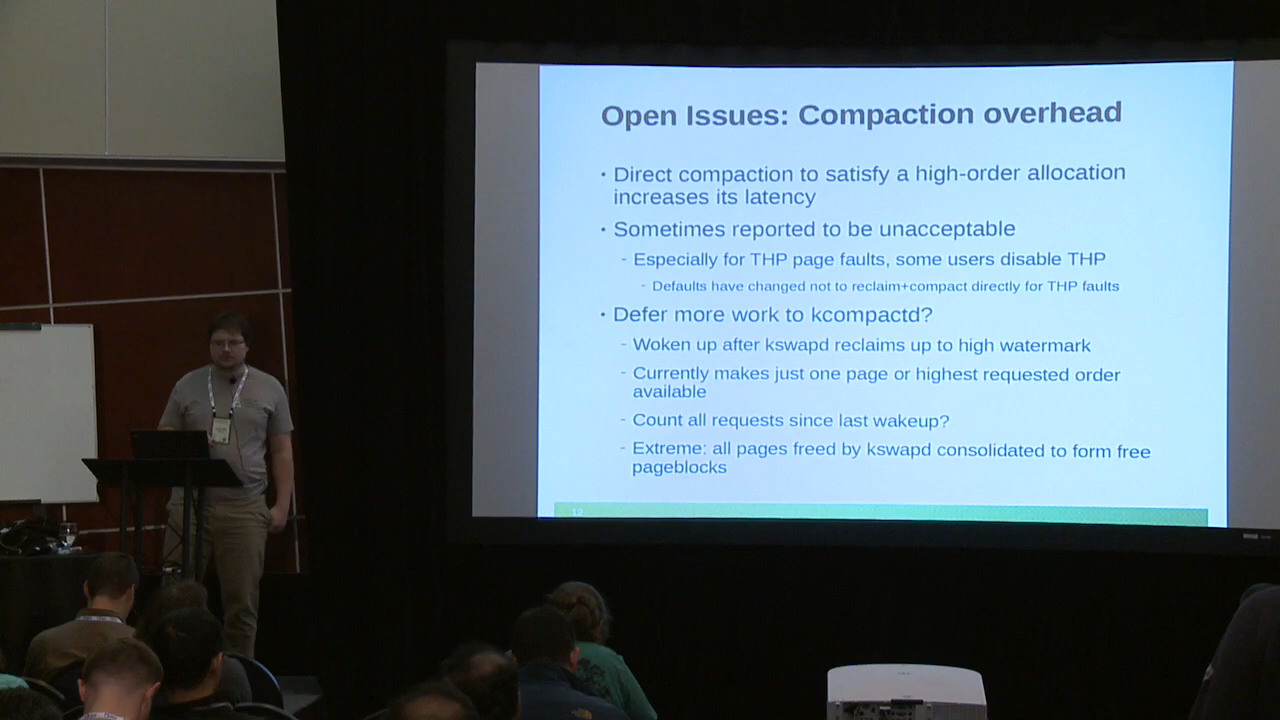 Open Issues: Compaction overhead
• Direct compaction to satisfy a high-order allocation
increases its latency
• Sometimes reported to be unacceptable
- Especially for THP page faults, some users disable THP
- Defaults have changed not to reclaim+compact directly for THP faults
• Defer more work to kcompactd?
- Woken up after kswapd reclaims up to high watermark
- Currently makes just one page or highest requested order
available
- Count all requests since last wakeup?
- Extreme: all pages freed by kswapd consolidated to form free
pageblocks
12